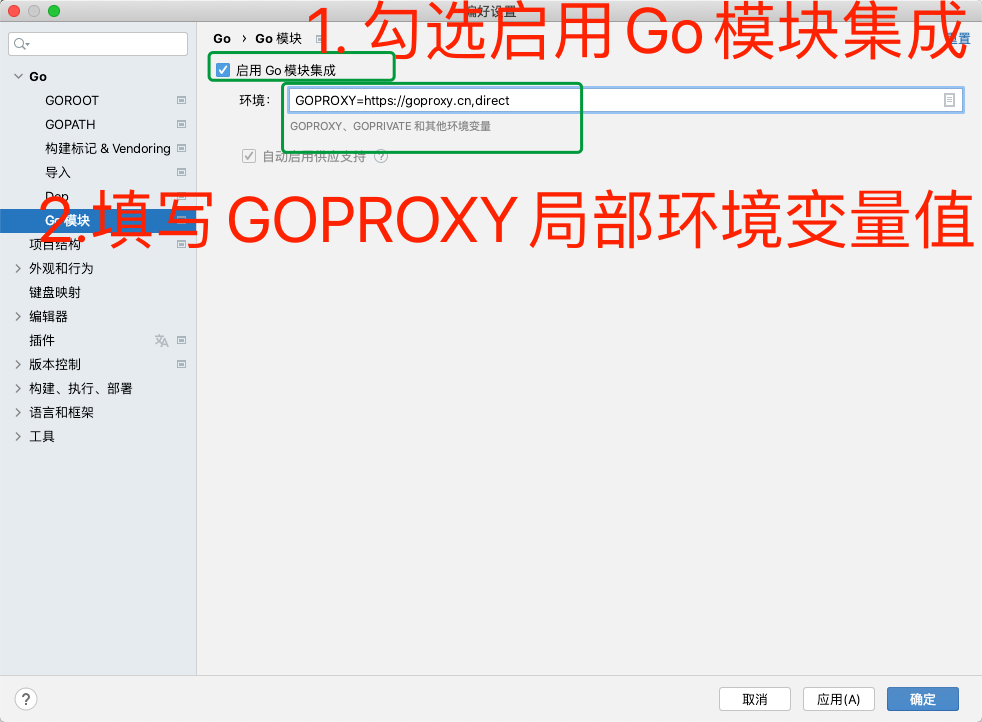 偏好设置
1. 勾选启用 Go 模块集成
Go › Go 模块
重置
启用 Go 模块集成
环境：
GOPROXY=https://goproxy.cn,direct
GOPROXY、GOPRIVATE 和其他环境变量
自动启用供应支持
?
2.填写 GOPROXY 局部环境变量值
Go
GOROOT
GOPATH
构建标记 & Vendoring
导入
Dep
Go 模块
项目结构
外观和行为
键盘映射
编辑器
插件
版本控制
构建、执行、部署
语言和框架
工具
?
取消
应用(A)
确定